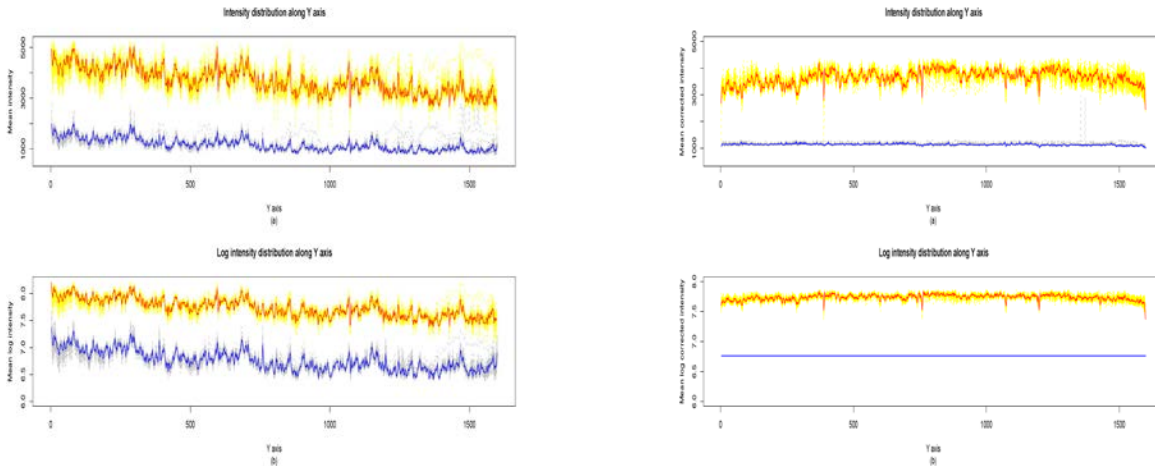 Intensity distribution along Y axis
Mean intensity
1000 3000 5000
0 500 1000 1500
Y axis
(a)
Log intensity distribution along Y axis
Mean log intensity
6.0 6.5 7.0 7.5 8.0
0 500 1000 1500
Y axis
(b)
Intensity distribution along Y axis
Mean corrected intensity
1000 3000 5000
0 500 1000 1500
Y axis
(a)
Log intensity distribution along Y axis
Mean log corrected intensity
6.0 6.5 7.0 7.5 8.0
0 500 1000 1500
Y axis
(b)